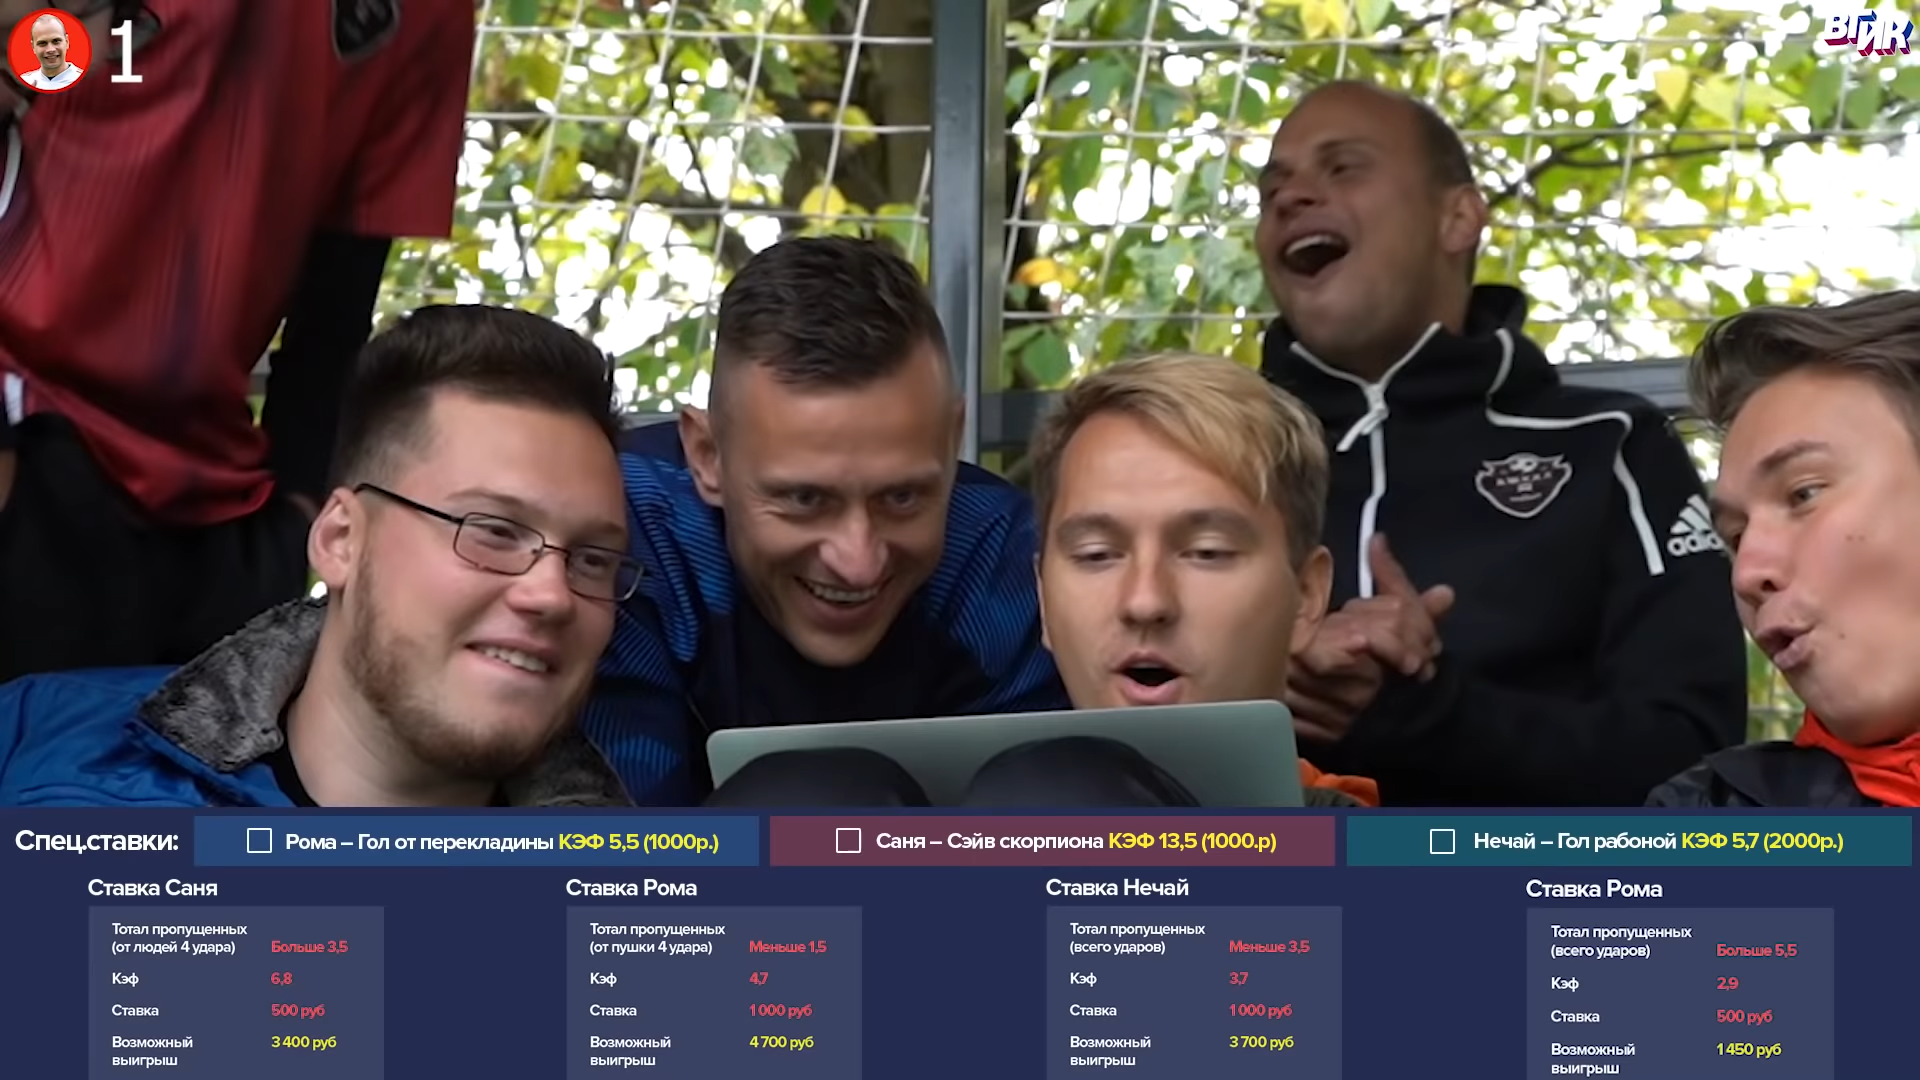 1
ВГИК
adidas
Спец.ставки:
Рома – Гол от перекладины КЭФ 5,5 (1000р.)
Саня – Сэйв скорпиона КЭФ 13,5 (1000.р)
Нечай – Гол рабоной КЭФ 5,7 (2000р.)
Ставка Саня
Тотал пропущенных
(от людей 4 удара) Больше 3,5
Кэф 6,8
Ставка 500 руб
Возможный 3 400 руб
выигрыш
Ставка Рома
Тотал пропущенных
(от пушки 4 удара) Меньше 1,5
Кэф 4,7
Ставка 1 000 руб
Возможный 4 700 руб
выигрыш
Ставка Нечай
Тотал пропущенных
(всего ударов) Меньше 3,5
Кэф 3,7
Ставка 1 000 руб
Возможный 3 700 руб
выигрыш
Ставка Рома
Тотал пропущенных
(всего ударов) Больше 5,5
Кэф 2,9
Ставка 500 руб
Возможный 1 450 руб
выигрыш